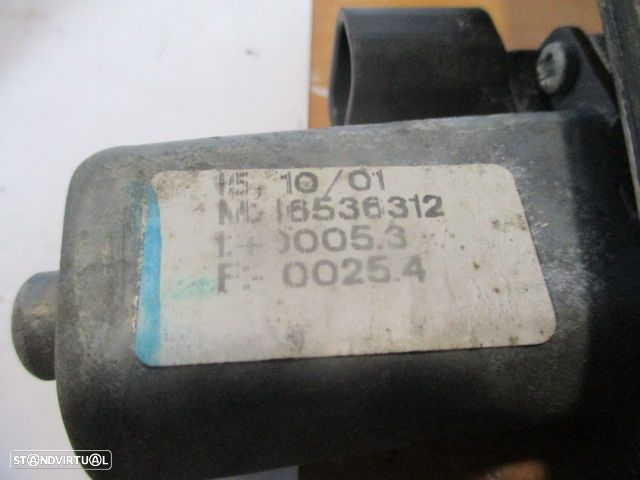 10/01
M: 16536312
0005.3
F:- 0025.4
STANDVIRTUAL